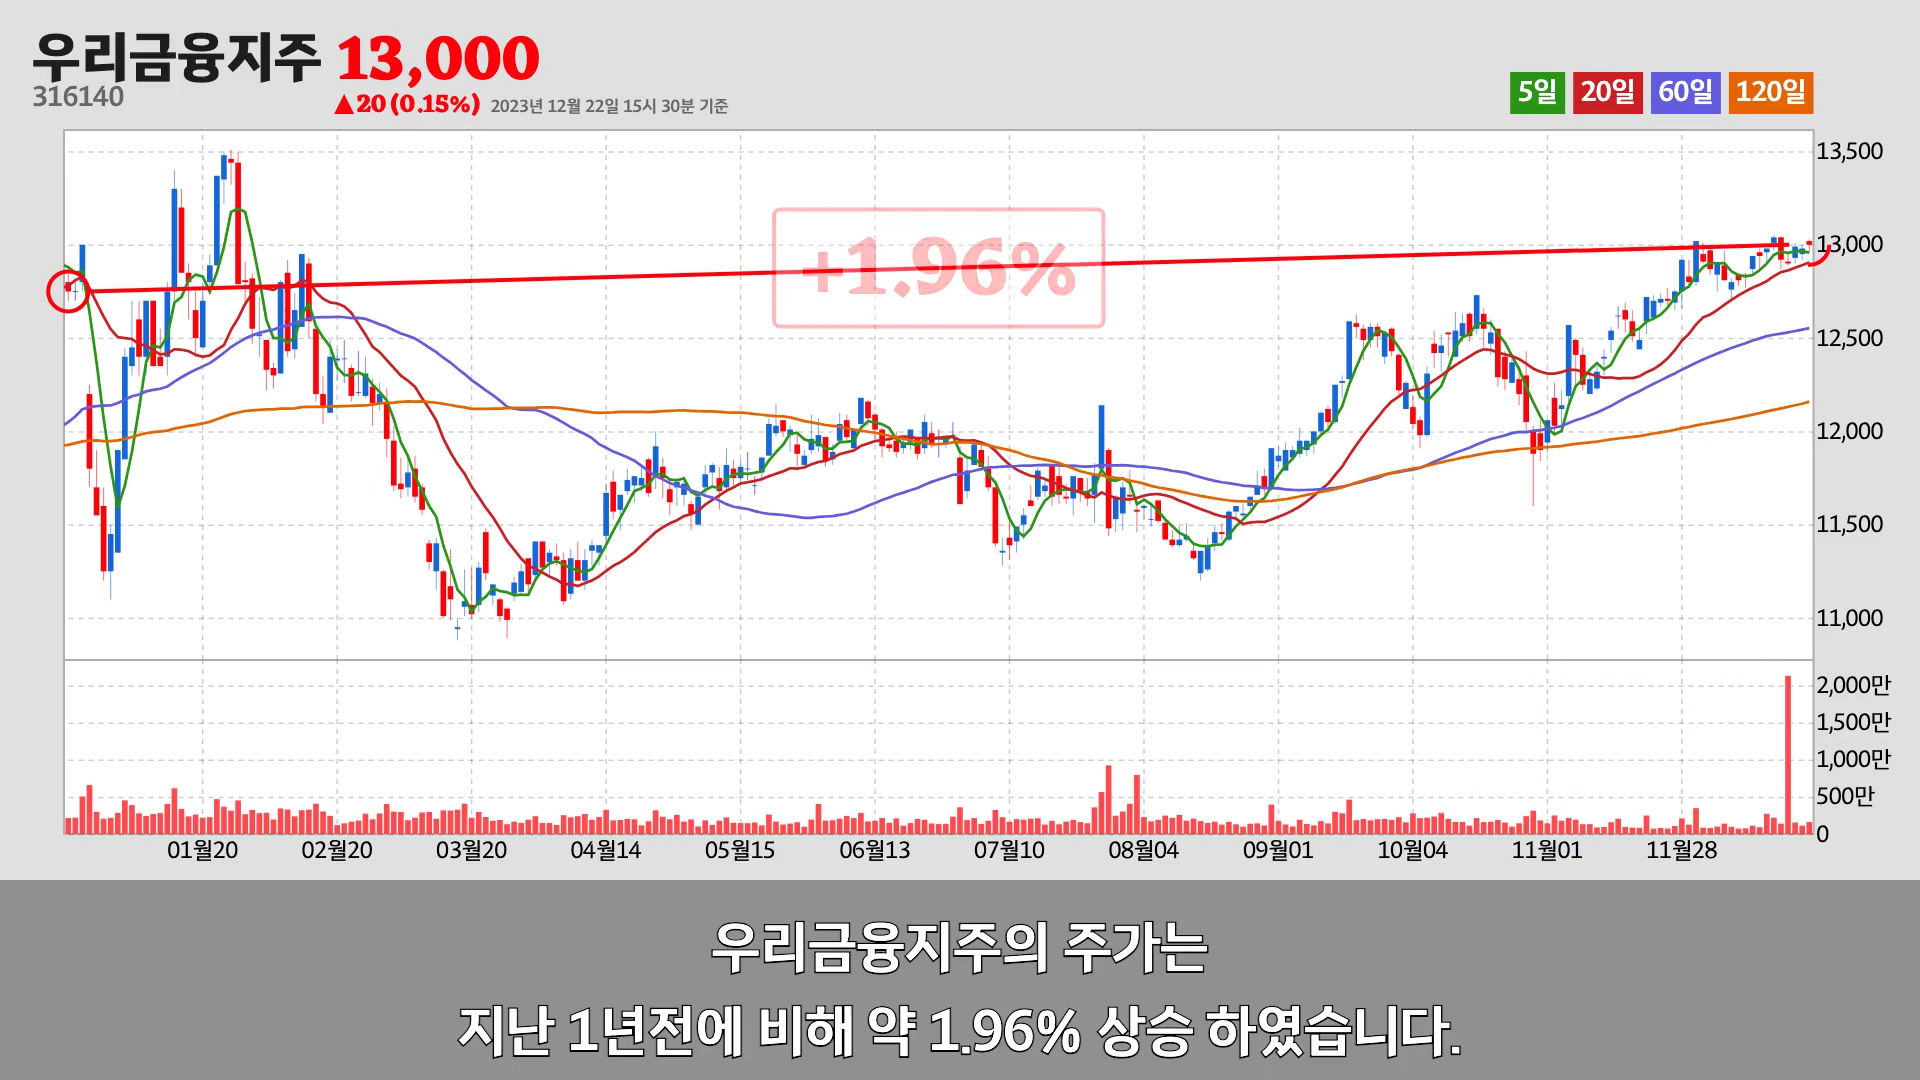 우리금융지주 13,000
316140
▲20 (0.15%) 2023년 12월 22일 15시 30분 기준
5일 20일 60일 120일
+1.96%
13,500
13,000
12,500
12,000
11,500
11,000
2,000만
1,500만
1,000만
500만
0
01월20 02월20 03월20 04월14 05월15 06월13 07월10 08월04 09월01 10월04 11월01 11월28
우리금융지주의 주가는
지난 1년전에 비해 약 1.96% 상승 하였습니다.